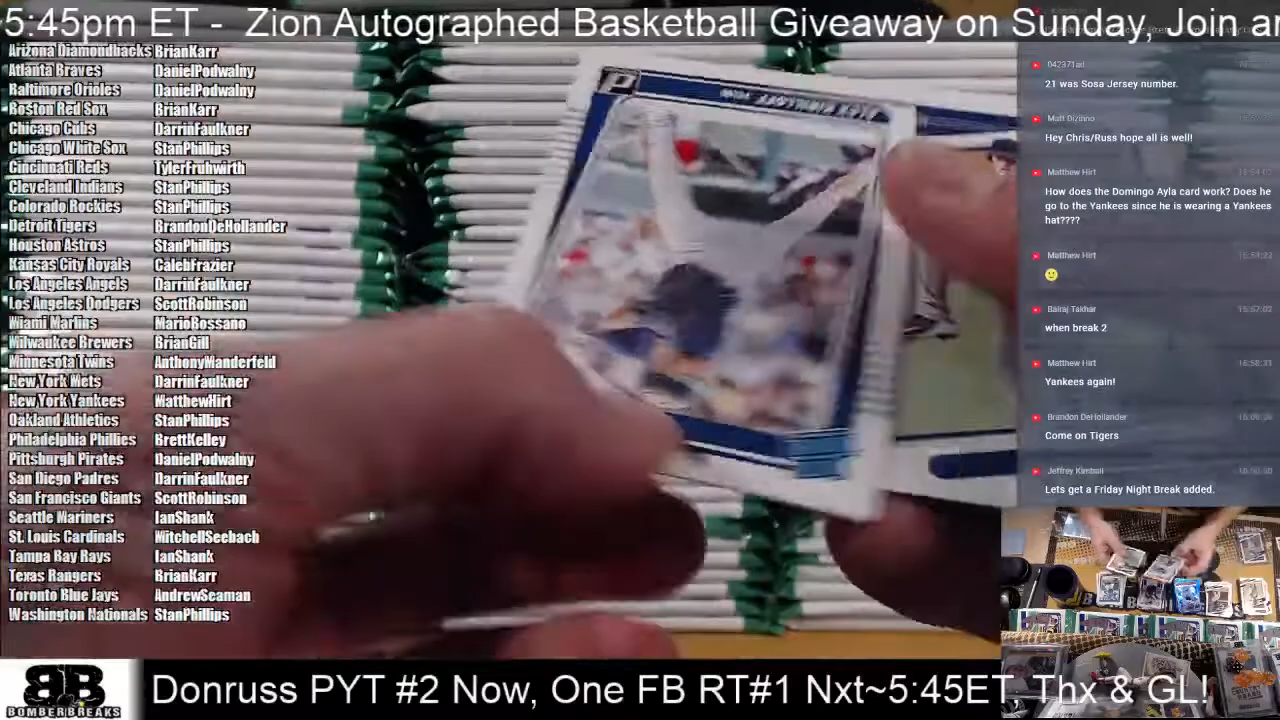 5:45pm ET - Zion Autographed Basketball Giveaway on Sunday, Join ar
Arizona Diamondbacks BrianKarr
Atlanta Braves DanielPodwalny
Baltimore Orioles DanielPodwalny
Boston Red Sox BrianKarr
Chicago Cubs DarrinFaulkner
Chicago White Sox StanPhillips
Cincinnati Reds TylerFruhwirth
Cleveland Indians StanPhillips
Colorado Rockies StanPhillips
Detroit Tigers BrandonDeHollander
Houston Astros StanPhillips
Kansas City Royals CalebFrazier
Los Angeles Angels DarrinFaulkner
Los Angeles Dodgers ScottRobinson
Miami Marlins MarioRossano
Milwaukee Brewers BrianGill
Minnesota Twins AnthonyManderfeld
New York Mets DarrinFaulkner
New York Yankees MatthewHirt
Oakland Athletics StanPhillips
Philadelphia Phillies BrettKelley
Pittsburgh Pirates DanielPodwalny
San Diego Padres DarrinFaulkner
San Francisco Giants ScottRobinson
Seattle Mariners IanShank
St. Louis Cardinals MitchellSeebach
Tampa Bay Rays IanShank
Texas Rangers BrianKarr
Toronto Blue Jays AndrewSeaman
Washington Nationals StanPhillips
042371ad
21 was Sosa Jersey number.
Hey Chris/Russ hope all is well!
Matthew Hirt
How does the Domingo Ayla card work? Does he
go to the Yankees since he is wearing a Yankees
hat????
Matthew Hirt
Balraj Takhar
when break 2
Matthew Hirt
Yankees again!
Brandon DeHollander
Come on Tigers
Jeffrey Kimball
Lets get a Friday Night Break added.
BB
BOMBERBREAKS
Donruss PYT #2 Now, One FB RT#1 Nxt~5:45ET Thx & GL!